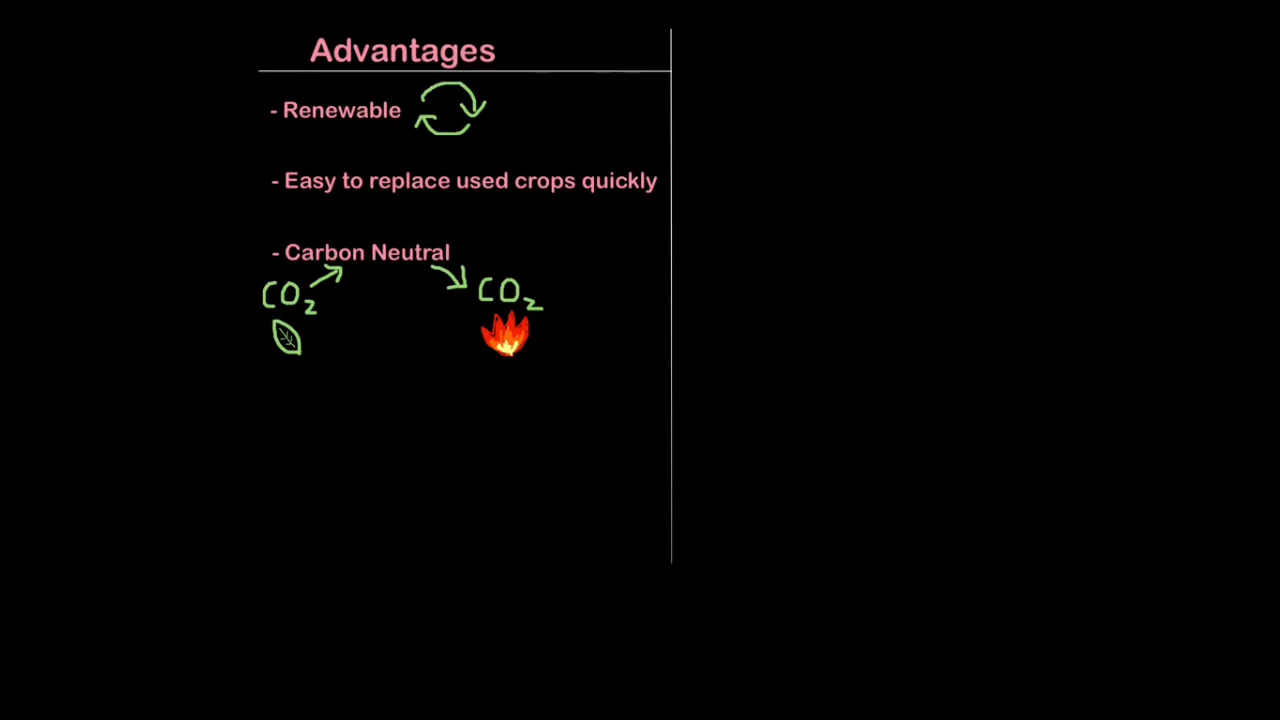 Advantages
- Renewable
- Easy to replace used crops quickly
- Carbon Neutral
CO₂ CO₂